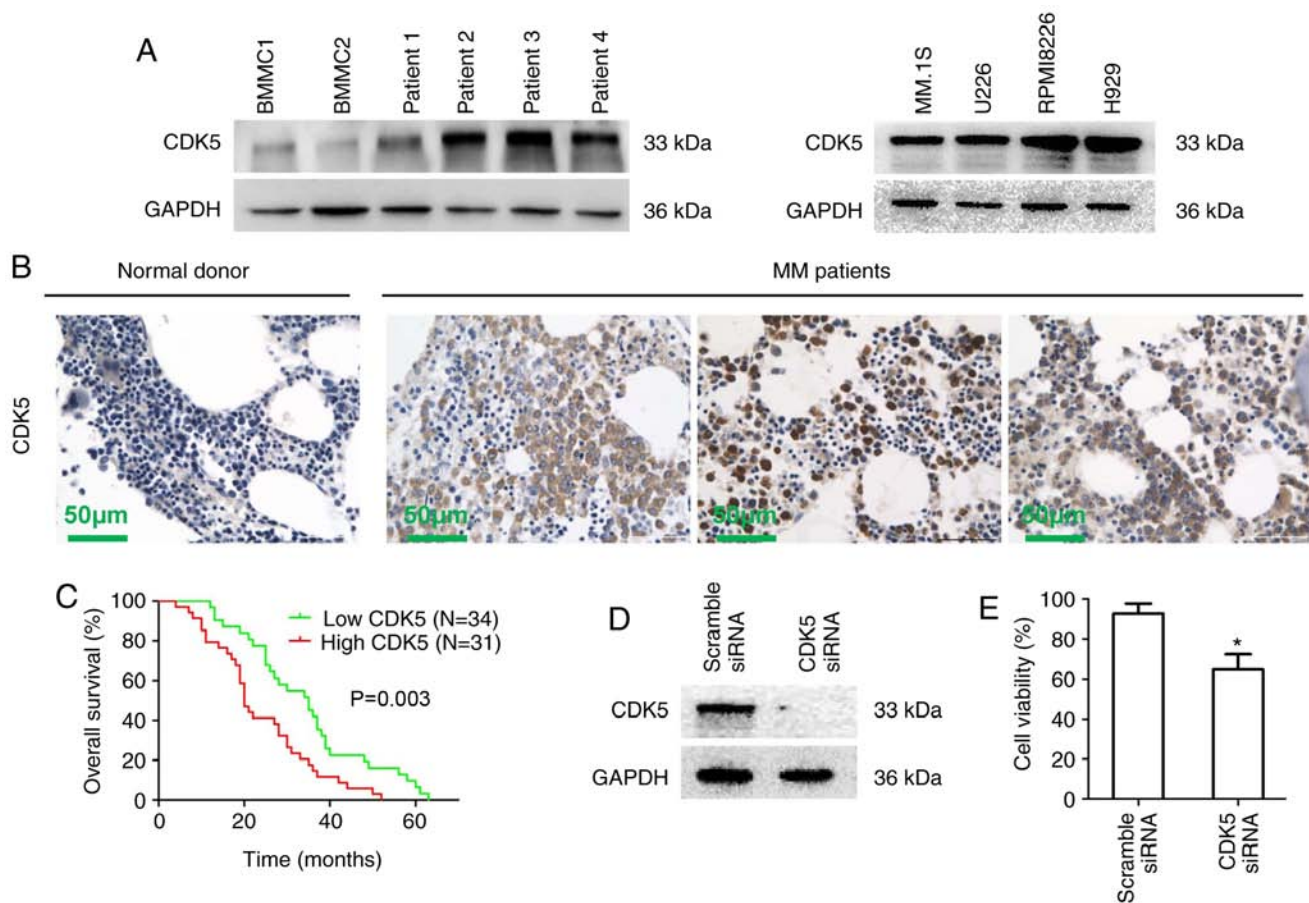 A
BMMC1
BMMC2
Patient 1
Patient 2
Patient 3
Patient 4
CDK5
33 kDa
GAPDH
36 kDa
MM.1S
U226
RPMI8226
H929
CDK5
33 kDa
GAPDH
36 kDa
B
Normal donor
MM patients
CDK5
50µm
50µm
50µm
50µm
C
Overall survival (%)
100
80
60
40
20
0
Low CDK5 (N=34)
High CDK5 (N=31)
P=0.003
0
20
40
60
Time (months)
D
Scramble
siRNA
CDK5
siRNA
CDK5
33 kDa
GAPDH
36 kDa
E
Cell viability (%)
100
80
60
40
20
0
*
Scramble
siRNA
CDK5
siRNA